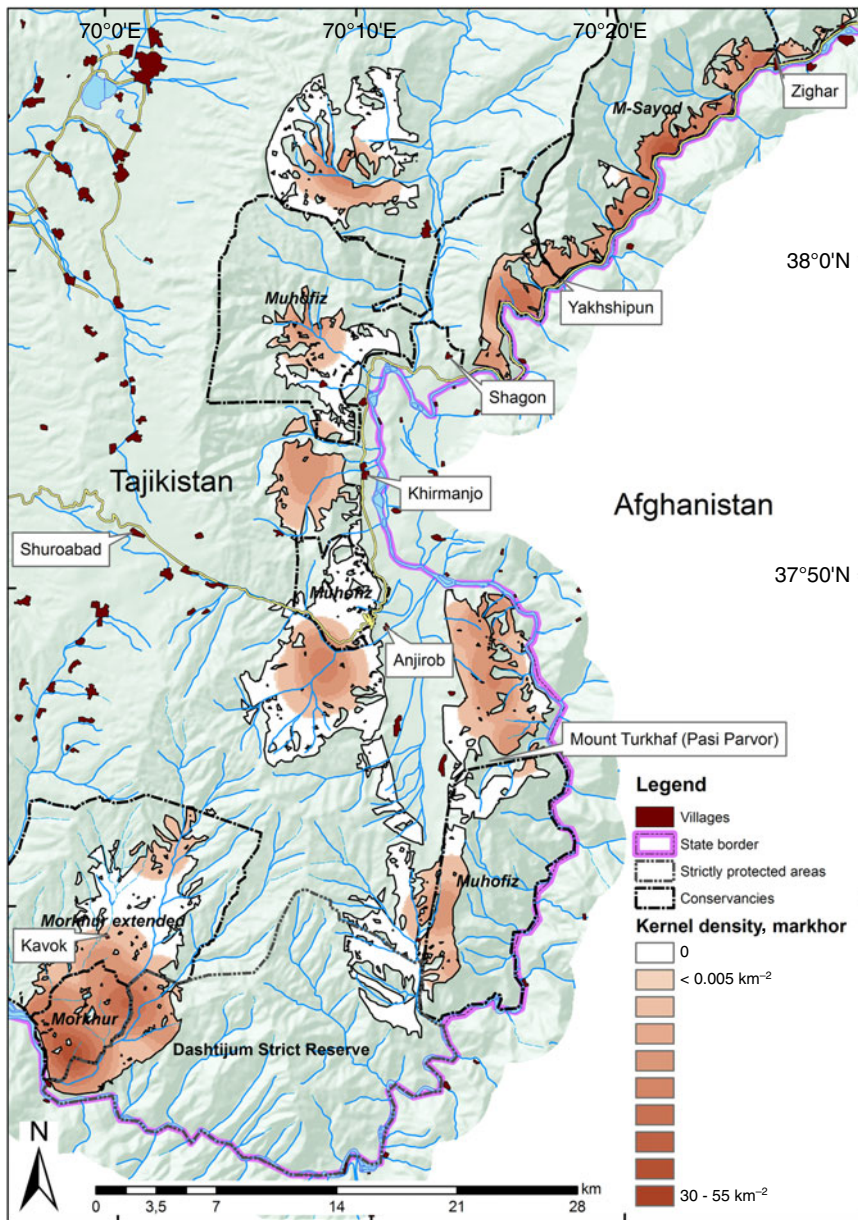 70°0'E
70°10'E
70°20'E
Zighar
M-Sayod
38°0'N
Muhofiz
Yakhshipun
Shagon
Tajikistan
Khirmanjo
Afghanistan
Shuroabad
37°50'N
Muhofiz
Anjirob
Mount Turkhaf (Pasi Parvor)
Legend
Villages
State border
Strictly protected areas
Conservancies
Kernel density, markhor
0
< 0.005 km⁻²
30 - 55 km⁻²
Muhofiz
Morkhur extended
Kavok
Morkhur
Dashtijum Strict Reserve
N
km
0 3,5 7 14 21 28